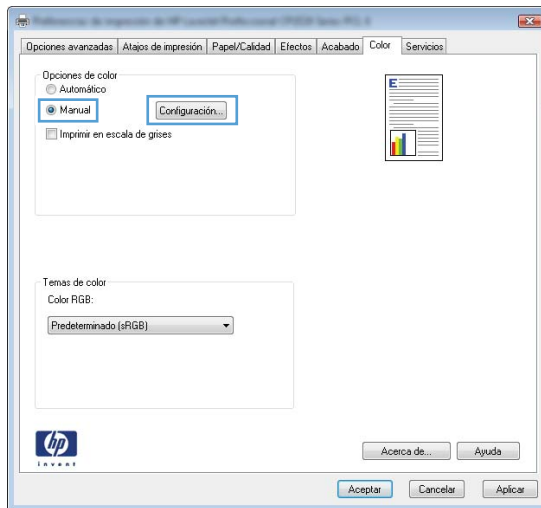 Opciones avanzadas Atajos de impresión Papel/Calidad Efectos Acabado Color Servicios
Opciones de color
Automático
Manual Configuración...
Imprimir en escala de grises
E
Temas de color
Color RGB:
Predeterminado (sRGB)
hp
invent
Acerca de... Ayuda
Aceptar Cancelar Aplicar